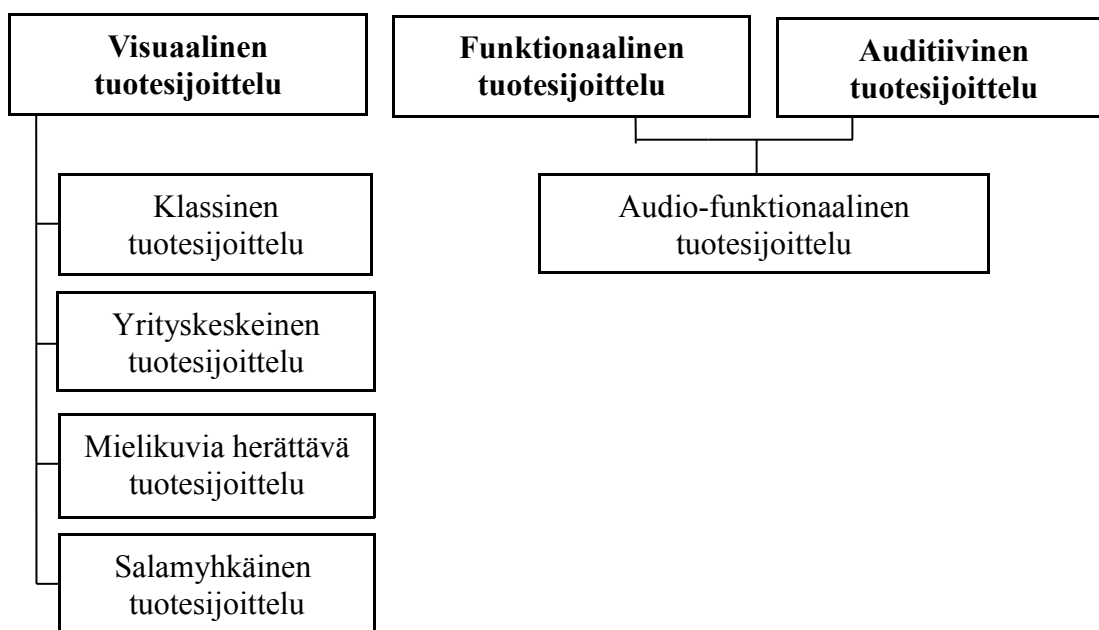 Visuaalinen
tuotesijoittelu
Funktionaalinen
tuotesijoittelu
Auditiivinen
tuotesijoittelu
Klassinen
tuotesijoittelu
Audio-funktionaalinen
tuotesijoittelu
Yrityskeskeinen
tuotesijoittelu
Mielikuvia herättävä
tuotesijoittelu
Salamyhkäinen
tuotesijoittelu